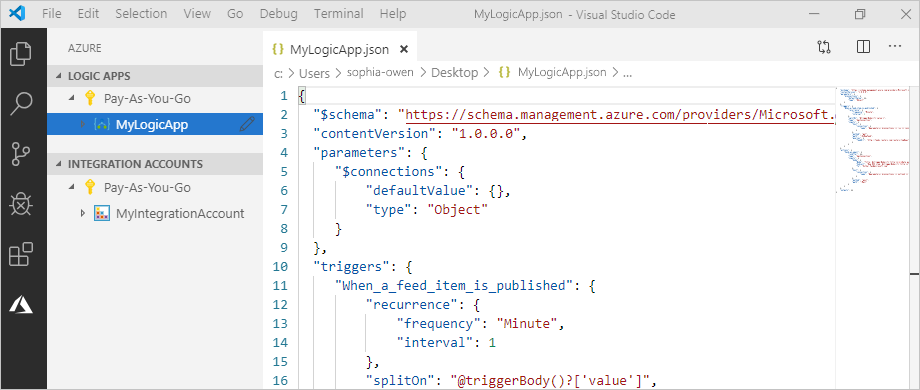 File Edit Selection View Go Debug Terminal Help MyLogicApp.json - Visual Studio Code
AZURE
LOGIC APPS
Pay-As-You-Go
MyLogicApp
INTEGRATION ACCOUNTS
Pay-As-You-Go
MyIntegrationAccount
{} MyLogicApp.json
c: > Users > sophia-owen > Desktop > {} MyLogicApp.json > ...
1 {
2 "$schema": "https://schema.management.azure.com/providers/Microsoft.
3 "contentVersion": "1.0.0.0",
4 "parameters": {
5 "$connections": {
6 "defaultValue": {},
7 "type": "Object"
8 }
9 },
10 "triggers": {
11 "When_a_feed_item_is_published": {
12 "recurrence": {
13 "frequency": "Minute",
14 "interval": 1
15 },
16 "splitOn": "@triggerBody()?['value']",